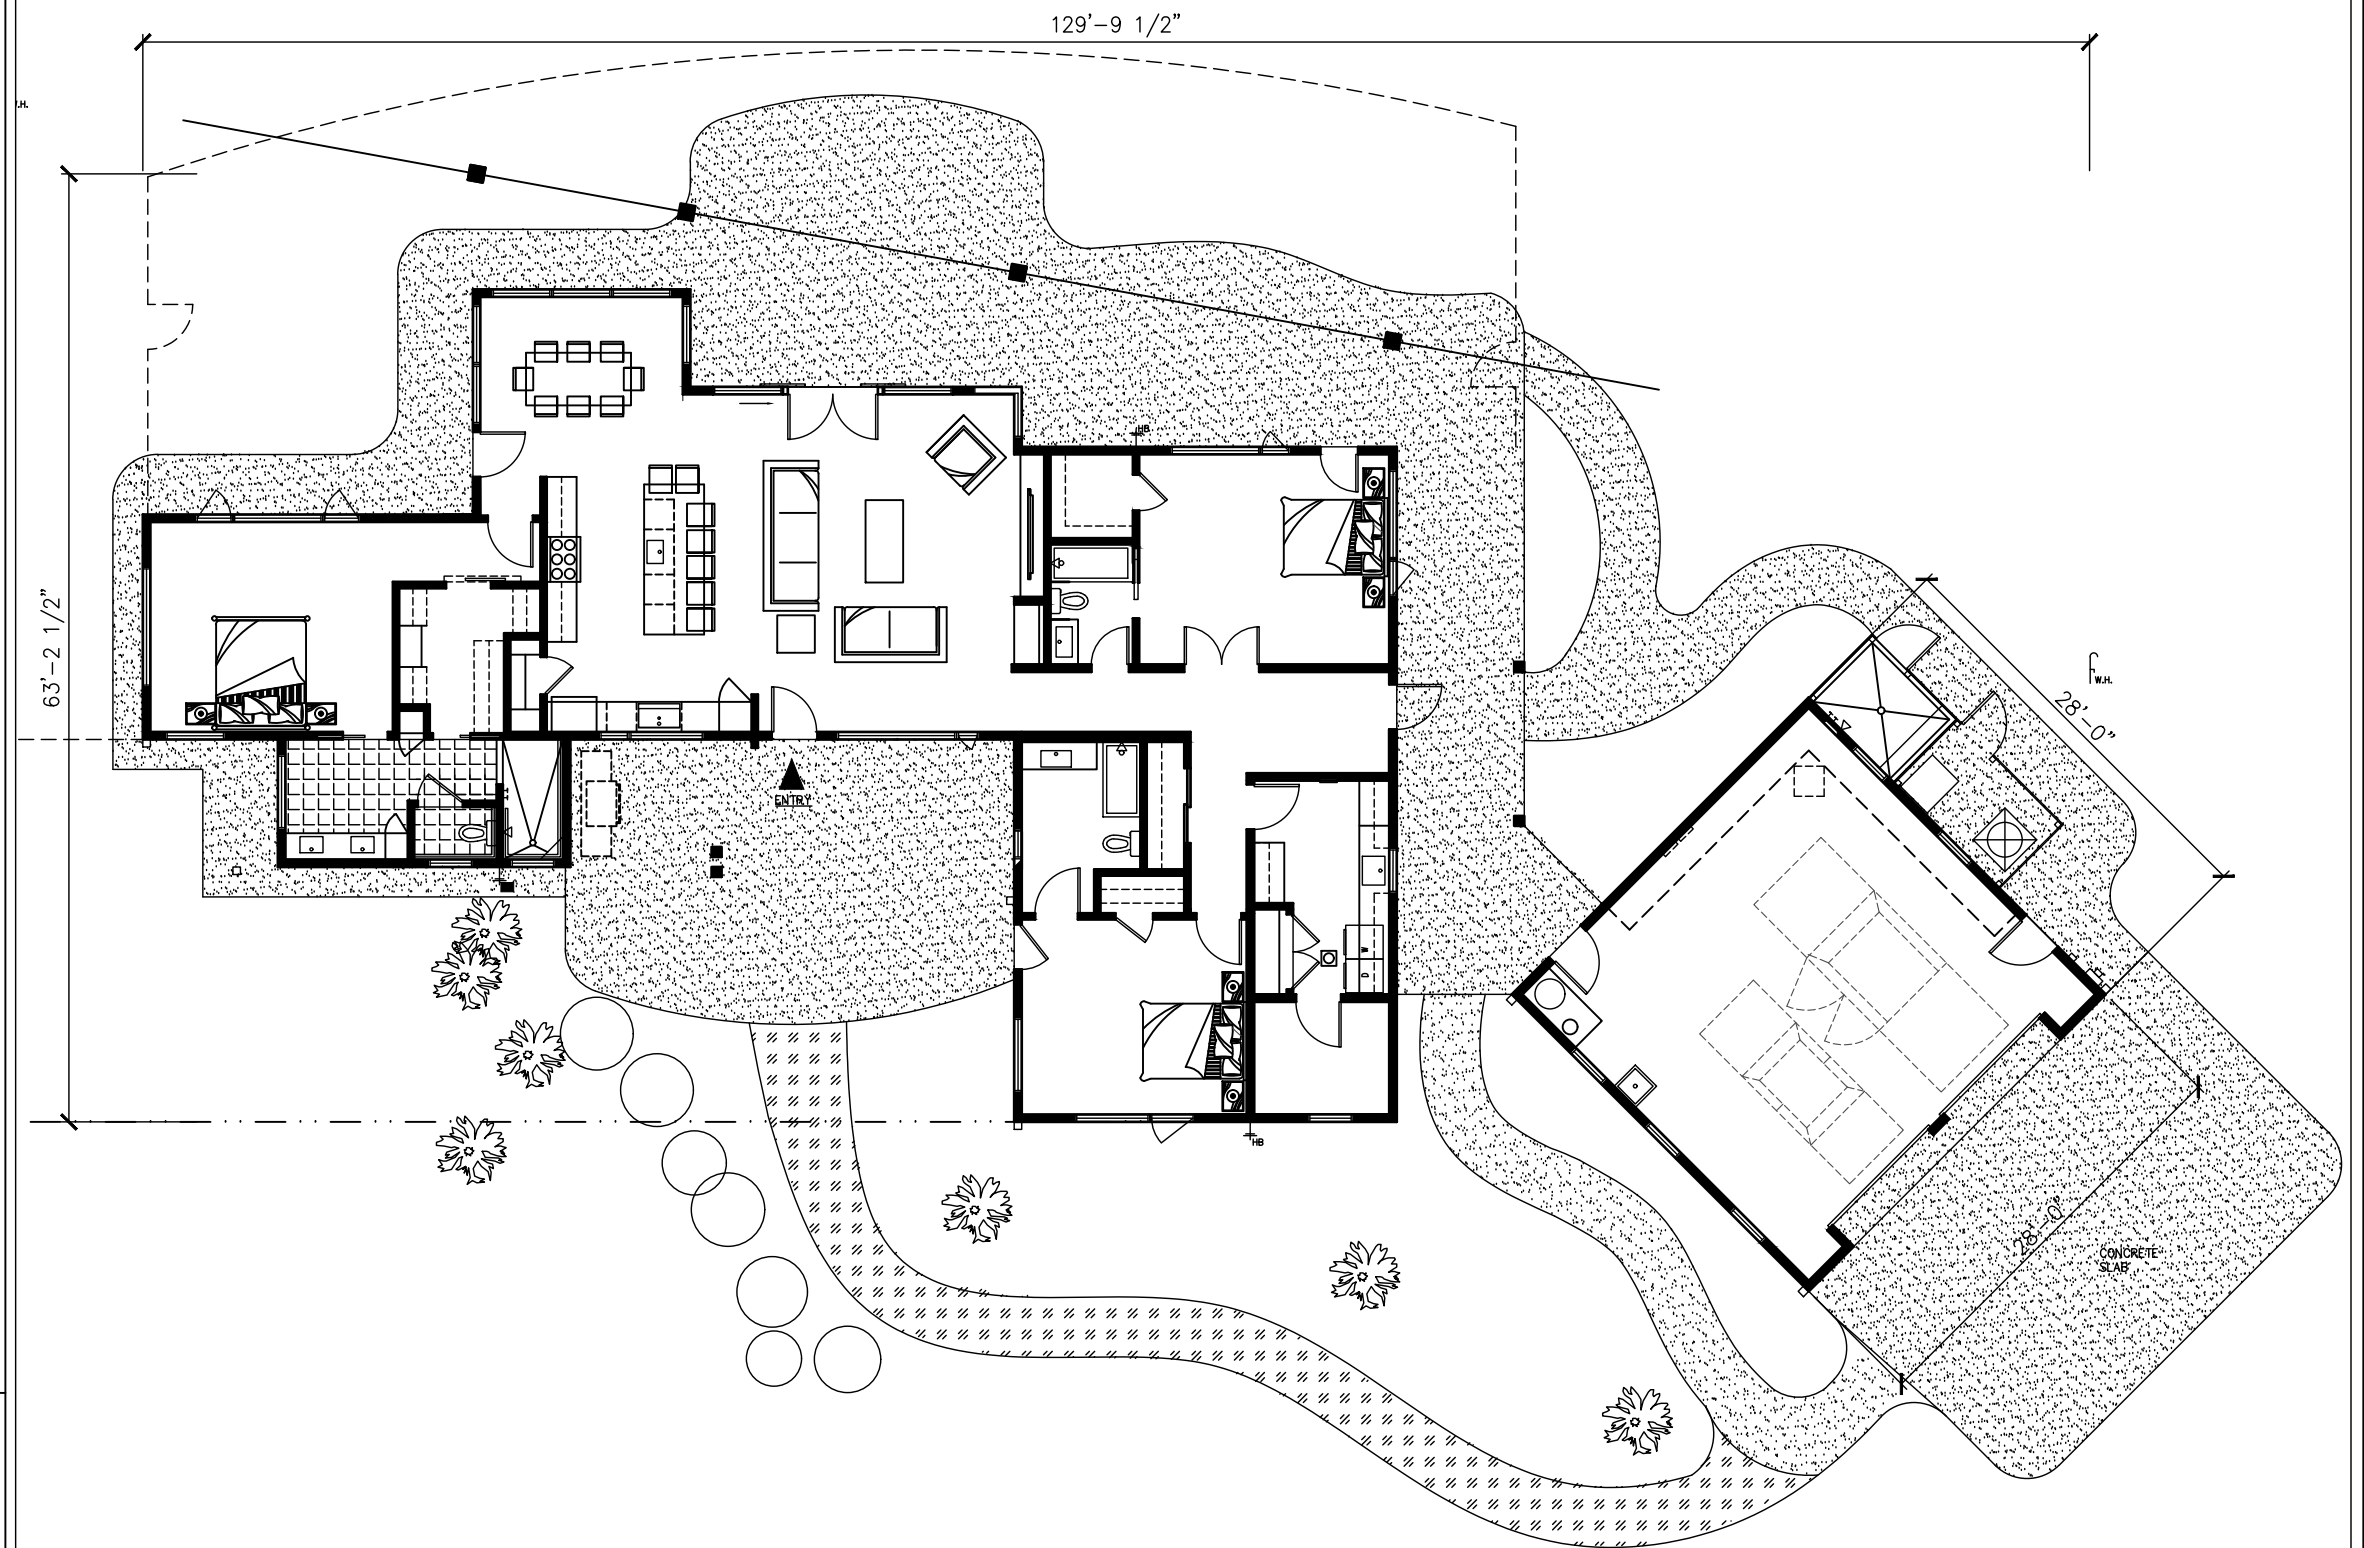 129'-9 1/2"
.H.
HB
63'-2 1/2"
W.H.
28'-0"
ENTRY
W
D
HB
28'-0"
CONCRETE
SLAB